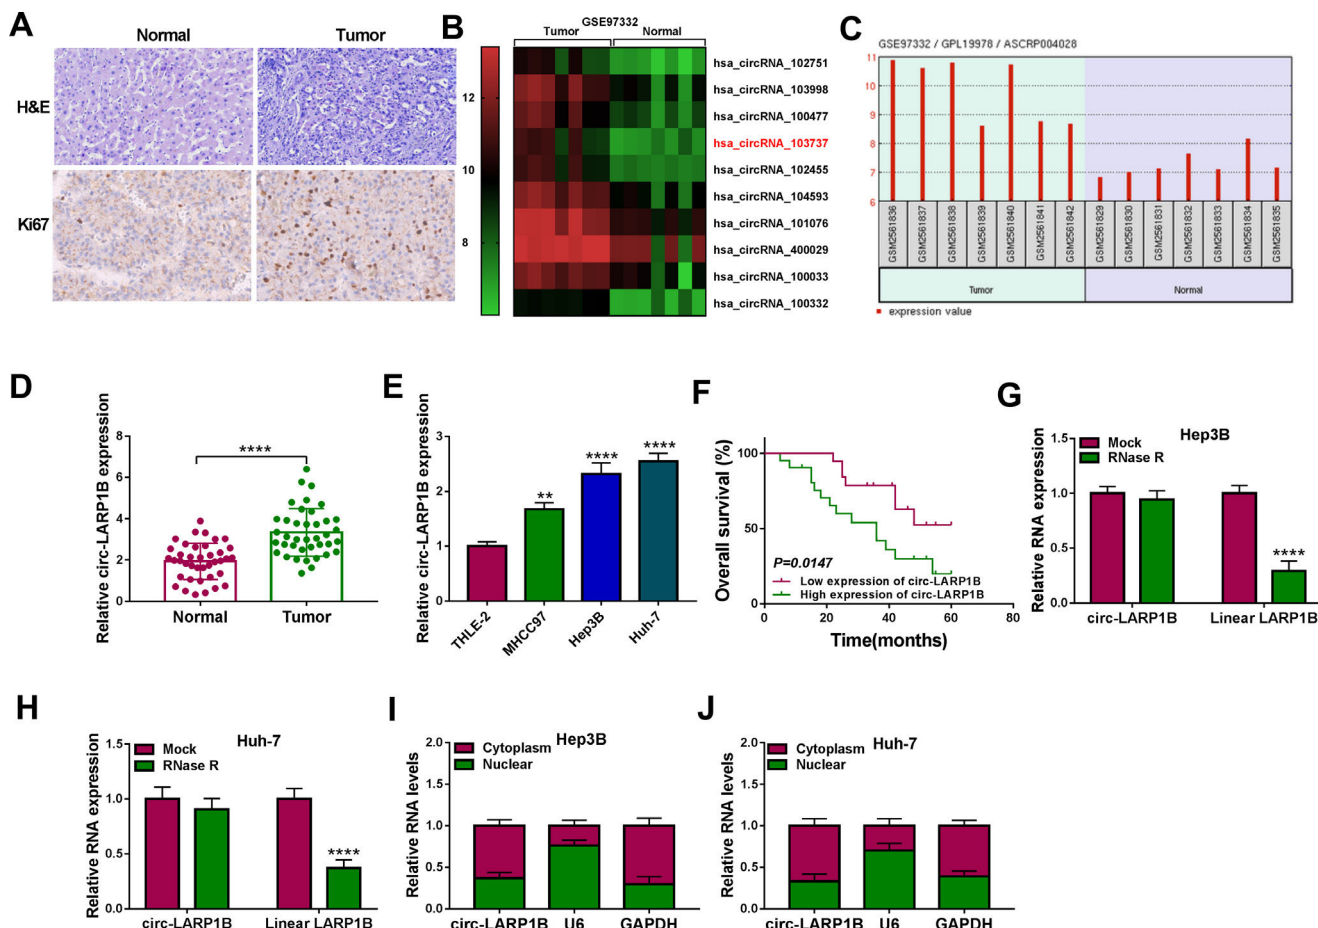 A
Normal
Tumor
H&E
Ki67
B
GSE97332
Tumor
Normal
12
10
8
hsa_circRNA_102751
hsa_circRNA_103998
hsa_circRNA_100477
hsa_circRNA_103737
hsa_circRNA_102455
hsa_circRNA_104593
hsa_circRNA_101076
hsa_circRNA_400029
hsa_circRNA_100033
hsa_circRNA_100332
C
GSE97332 / GPL19978 / ASCRP004028
11
10
9
8
7
6
GSM2561836
GSM2561837
GSM2561838
GSM2561839
GSM2561840
GSM2561841
GSM2561842
GSM2561829
GSM2561830
GSM2561831
GSM2561832
GSM2561833
GSM2561834
GSM2561835
Tumor
Normal
expression value
D
Relative circ-LARP1B expression
8
6
4
2
0
****
Normal
Tumor
E
Relative circ-LARP1B expression
3
2
1
0
**
****
****
THLE-2
MHCC97
Hep3B
Huh-7
F
Overall survival (%)
100
50
0
P=0.0147
Low expression of circ-LARP1B
High expression of circ-LARP1B
0
20
40
60
80
Time(months)
G
Hep3B
Relative RNA expression
1.5
1.0
0.5
0.0
Mock
RNase R
****
circ-LARP1B
Linear LARP1B
H
Huh-7
Relative RNA expression
1.5
1.0
0.5
0.0
Mock
RNase R
****
circ-LARP1B
Linear LARP1B
I
Hep3B
Relative RNA levels
2.0
1.5
1.0
0.5
0.0
Cytoplasm
Nuclear
circ-LARP1B
U6
GAPDH
J
Huh-7
Relative RNA levels
2.0
1.5
1.0
0.5
0.0
Cytoplasm
Nuclear
circ-LARP1B
U6
GAPDH